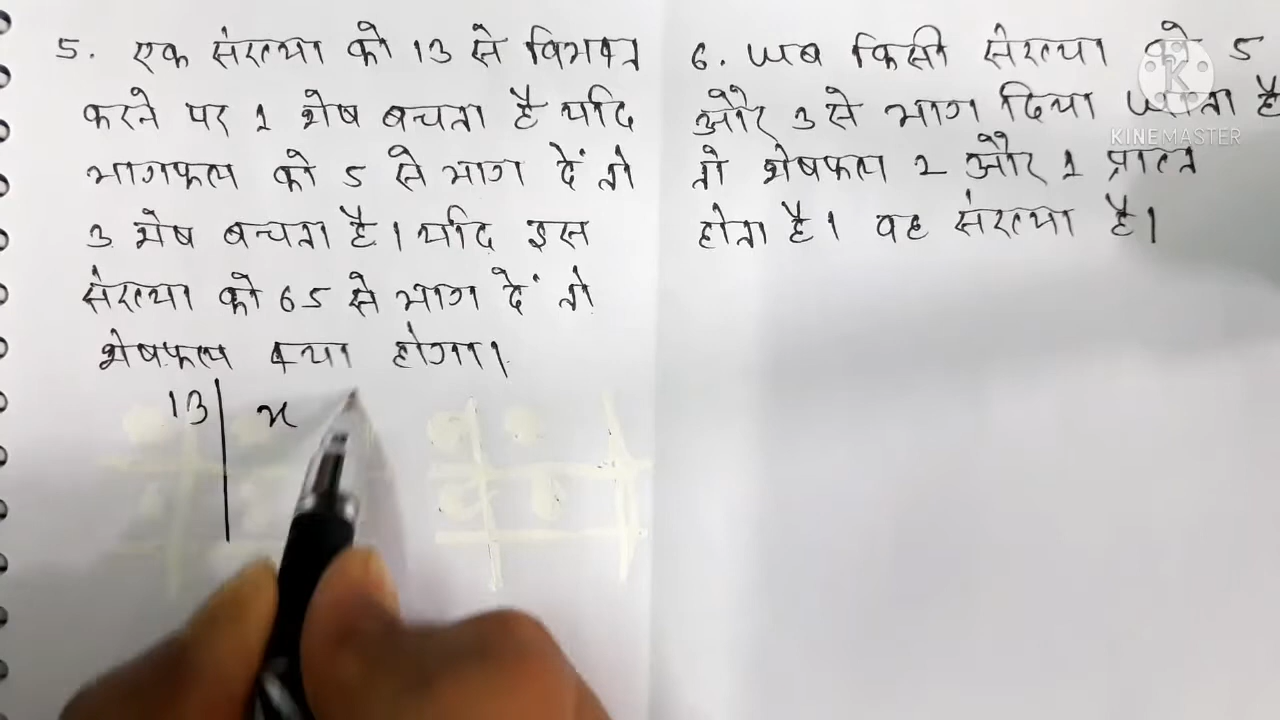 5. एक संख्या को 13 से विभक्त
करने पर 1 शेष बचता है यदि
भागफल को 5 से भाग दें तो
3 शेष बचता है। यदि इस
संख्या को 65 से भाग दें तो
शेषफल क्या होगा।
13 x
6. जब किसी संख्या को 5
और 3 से भाग दिया जाता है
तो शेषफल 2 और 1 प्राप्त
होता है। वह संख्या है।
K
KINEMASTER